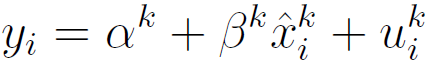 y_i = α^k + β^k x̂_i^k + u_i^k